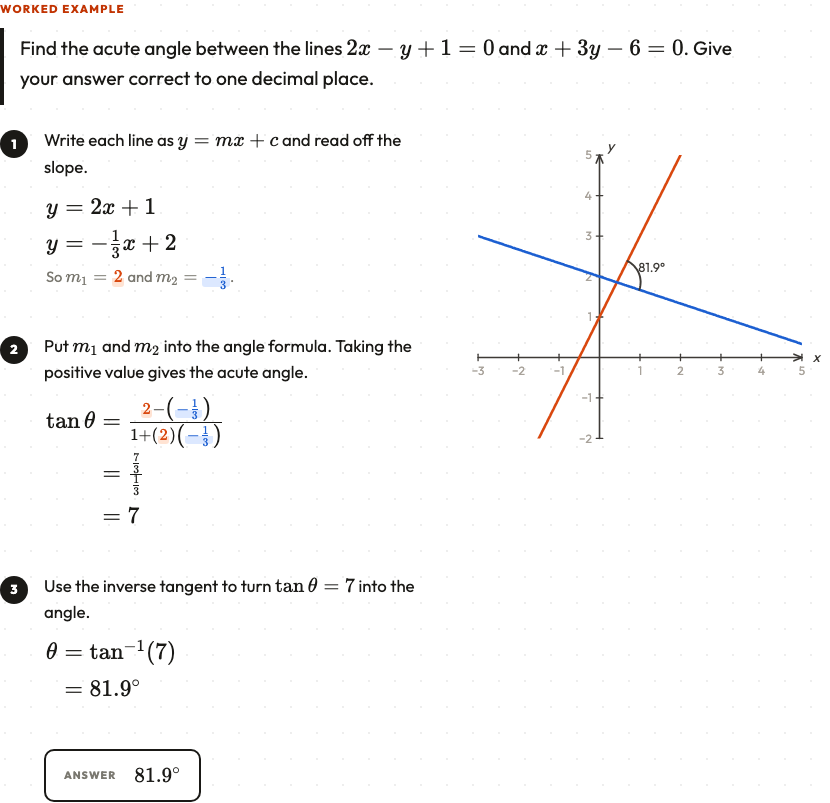 WORKED EXAMPLE
Find the acute angle between the lines 2x − y + 1 = 0 and x + 3y − 6 = 0. Give
your answer correct to one decimal place.
1 Write each line as y = mx + c and read off the
slope.
y = 2x + 1
y = −1/3x + 2
So m₁ = 2 and m₂ = −1/3.
2 Put m₁ and m₂ into the angle formula. Taking the
positive value gives the acute angle.
tan θ = (2−(−1/3))/(1+(2)(−1/3))
= (7/3)/(1/3)
= 7
3 Use the inverse tangent to turn tan θ = 7 into the
angle.
θ = tan⁻¹(7)
= 81.9°
ANSWER 81.9°
y
5
4
3
2
1
−1
−2
81.9°
−3 −2 −1 1 2 3 4 5 x